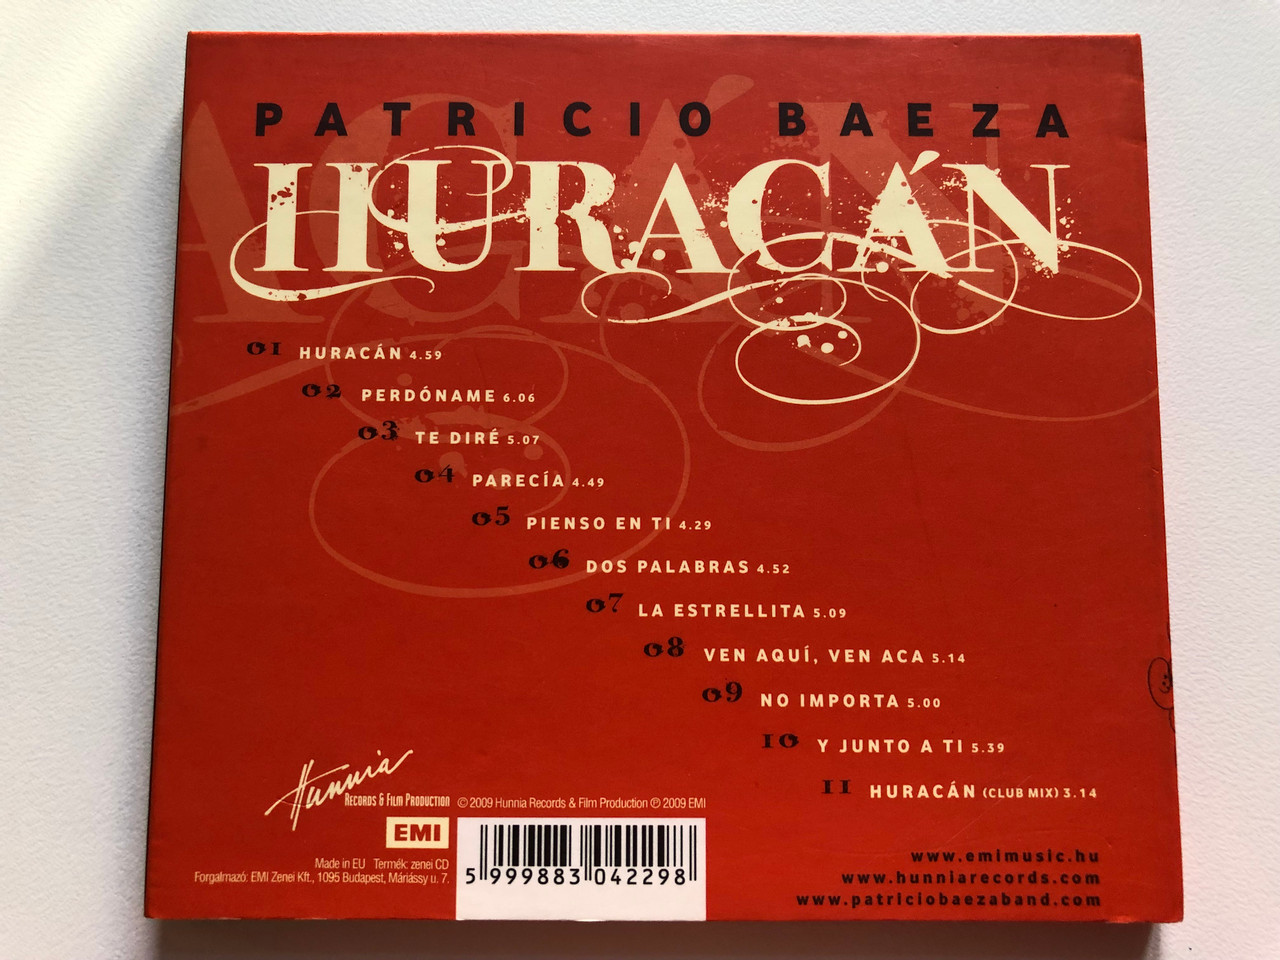 PATRICIO BAEZA
HURACÁN
01 HURACÁN 4.59
02 PERDÓNAME 6.06
03 TE DIRÉ 5.07
04 PARECÍA 4.49
05 PIENSO EN TI 4.29
06 DOS PALABRAS 4.52
07 LA ESTRELLITA 5.09
08 VEN AQUÍ, VEN ACA 5.14
09 NO IMPORTA 5.00
10 Y JUNTO A TI 5.39
11 HURACÁN (CLUB MIX) 3.14
Hunnia
RECORDS & FILM PRODUCTION © 2009 Hunnia Records & Film Production ℗ 2009 EMI
EMI
Made in EU Termék: zenei CD
Forgalmazó: EMI Zenei Kft., 1095 Budapest, Máriássy u. 7.
5 999883 042298
www.emimusic.hu
www.hunniarecords.com
www.patriciobaezaband.com